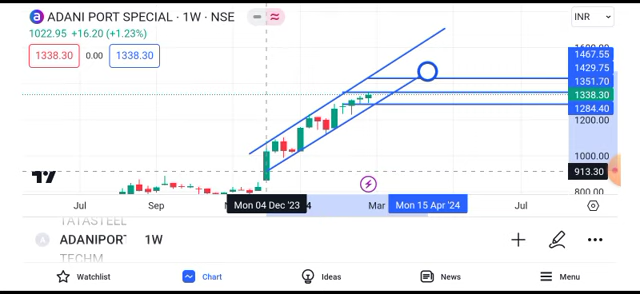 ADANI PORT SPECIAL · 1W · NSE
INR
1022.95 +16.20 (+1.23%)
1338.30 0.00 1338.30
1467.55
1429.75
1351.70
1338.30
1284.40
1200.00
1000.00
913.30
800.00
Jul Sep Mon 04 Dec '23 4 Mar Mon 15 Apr '24 Jul
TATASTEEL
ADANIPORT 1W
TECHM
Watchlist Chart Ideas News Menu